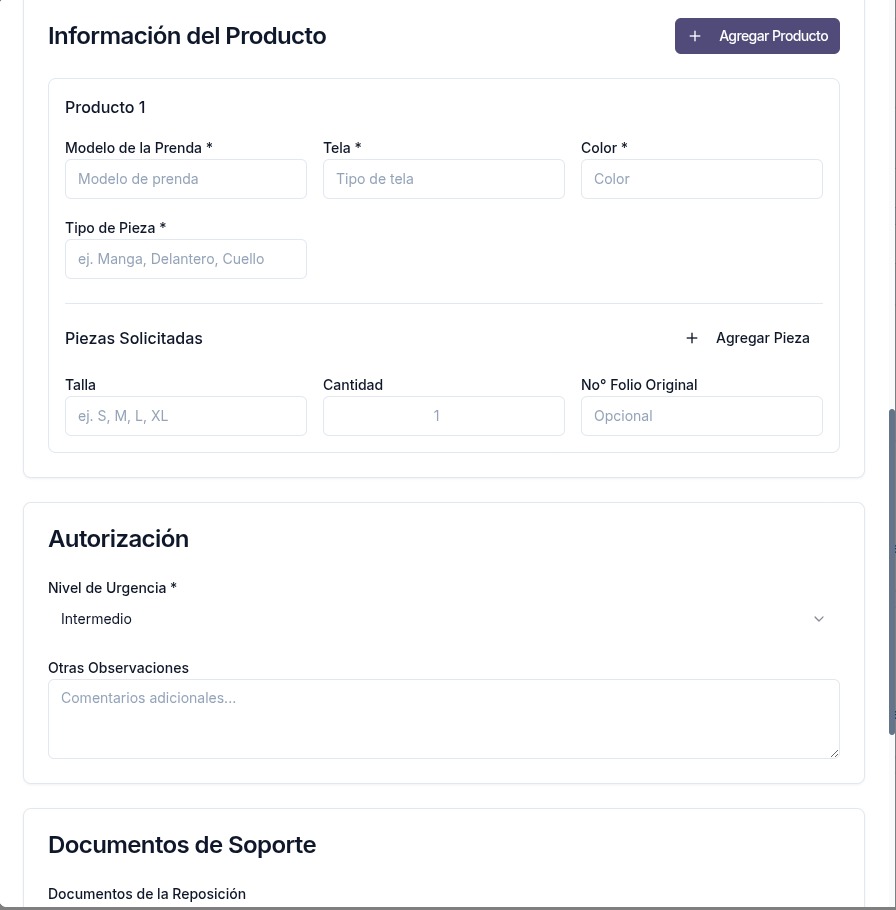 Información del Producto
Agregar Producto
Producto 1
Modelo de la Prenda * Tela * Color *
Modelo de prenda Tipo de tela Color
Tipo de Pieza *
ej. Manga, Delantero, Cuello
Piezas Solicitadas
Agregar Pieza
Talla Cantidad No° Folio Original
ej. S, M, L, XL 1 Opcional
Autorización
Nivel de Urgencia *
Intermedio
Otras Observaciones
Comentarios adicionales...
Documentos de Soporte
Documentos de la Reposición